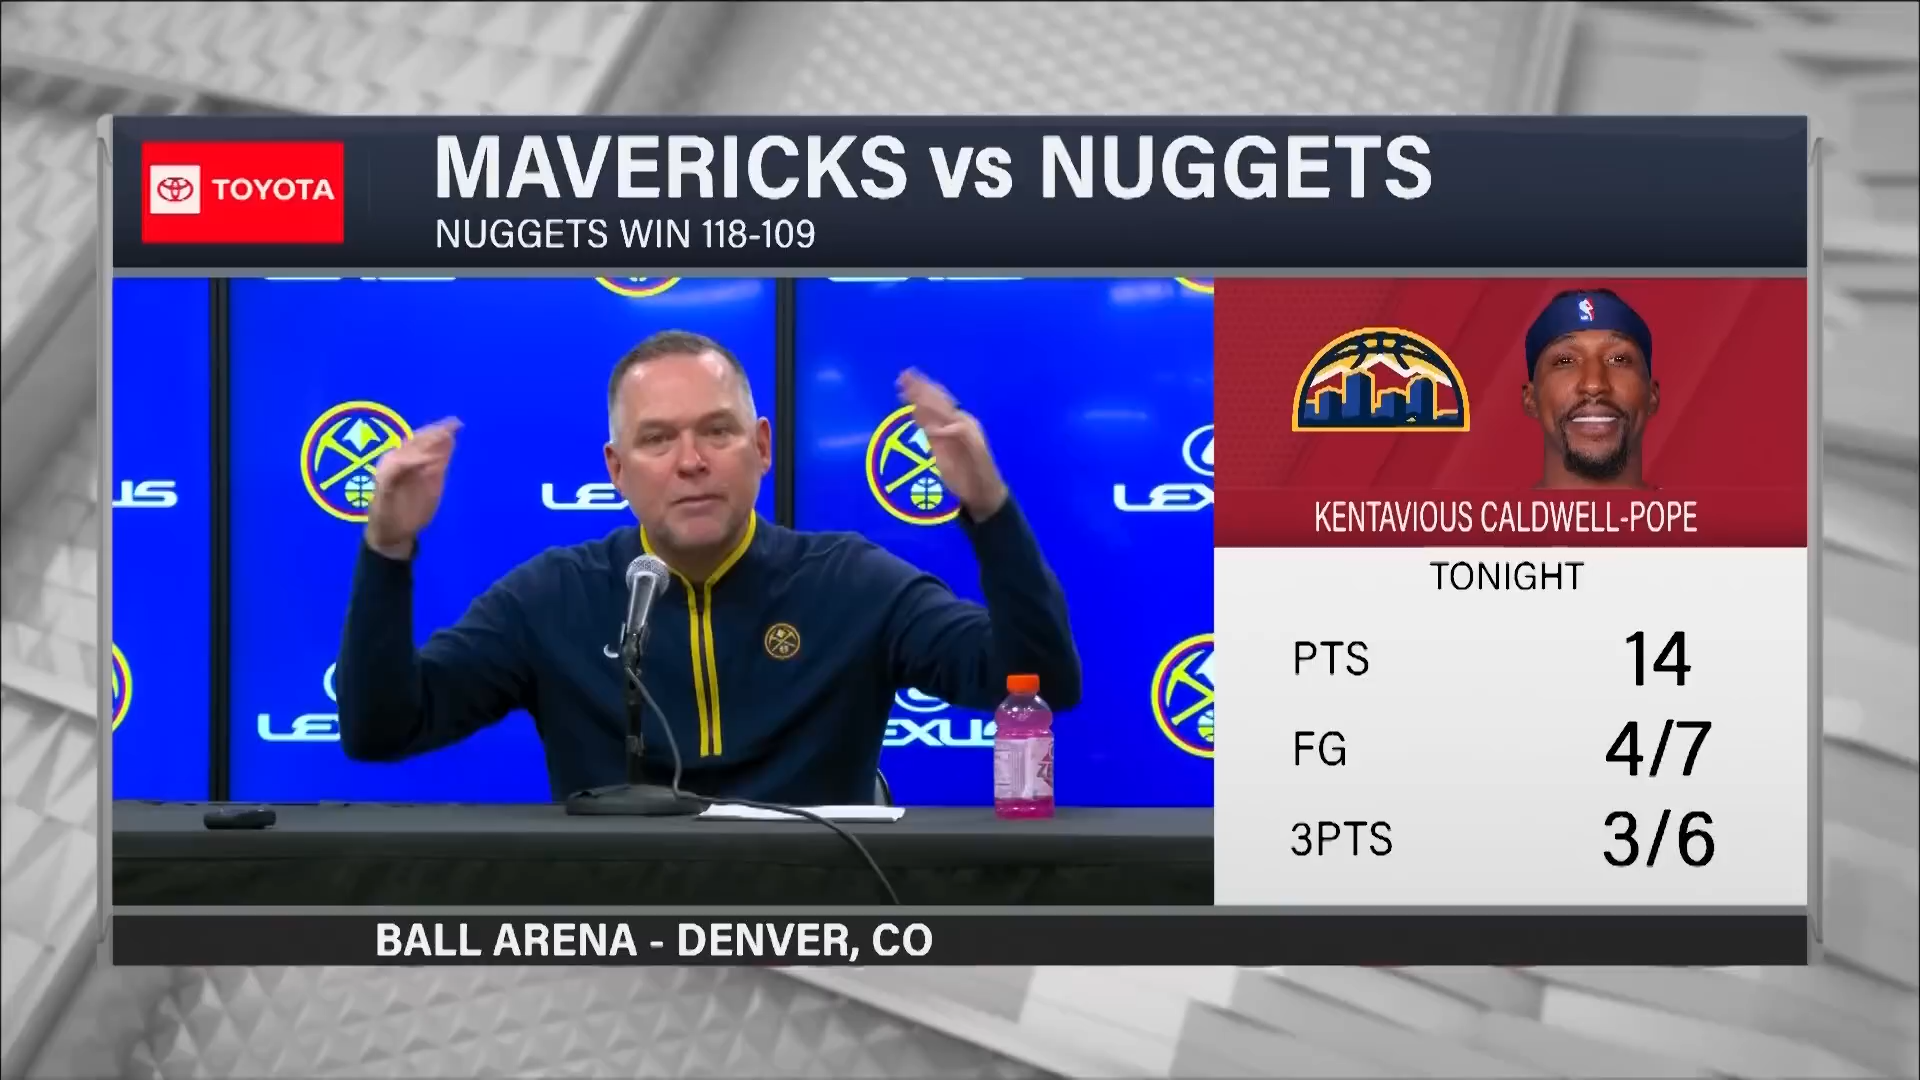 TOYOTA
MAVERICKS vs NUGGETS
NUGGETS WIN 118-109
LEXUS
KENTAVIOUS CALDWELL-POPE
TONIGHT
PTS 14
FG 4/7
3PTS 3/6
BALL ARENA - DENVER, CO